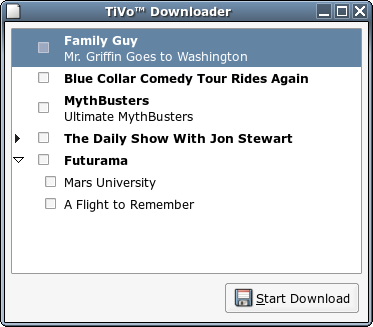 TiVo™ Downloader
Family Guy
Mr. Griffin Goes to Washington
Blue Collar Comedy Tour Rides Again
MythBusters
Ultimate MythBusters
The Daily Show With Jon Stewart
Futurama
Mars University
A Flight to Remember
Start Download